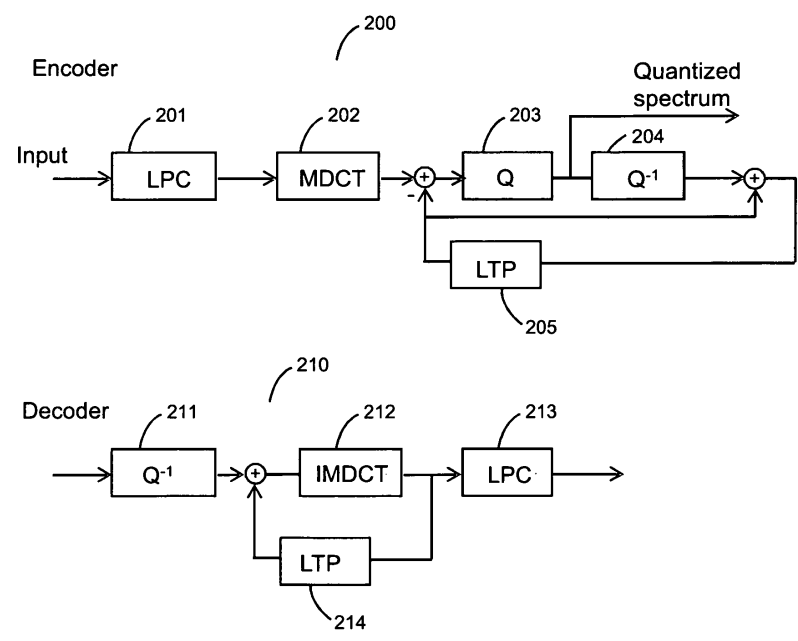 200
Encoder
Quantized
spectrum
201
202
203
204
Input
LPC
MDCT
+
Q
Q-1
+
-
LTP
205
210
Decoder
211
212
213
Q-1
+
IMDCT
LPC
LTP
214